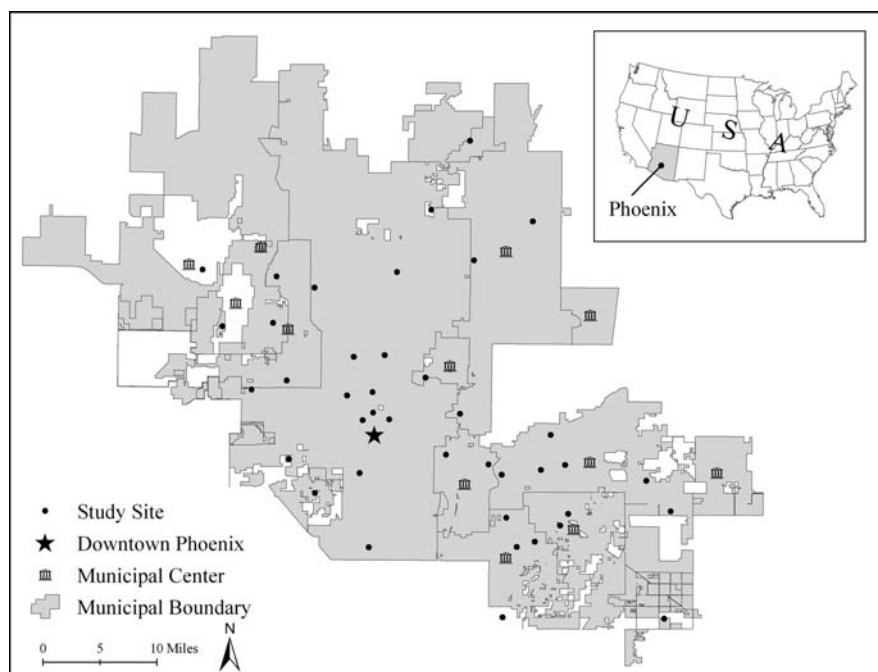 U S A
Phoenix
Study Site
Downtown Phoenix
Municipal Center
Municipal Boundary
N
0 5 10 Miles